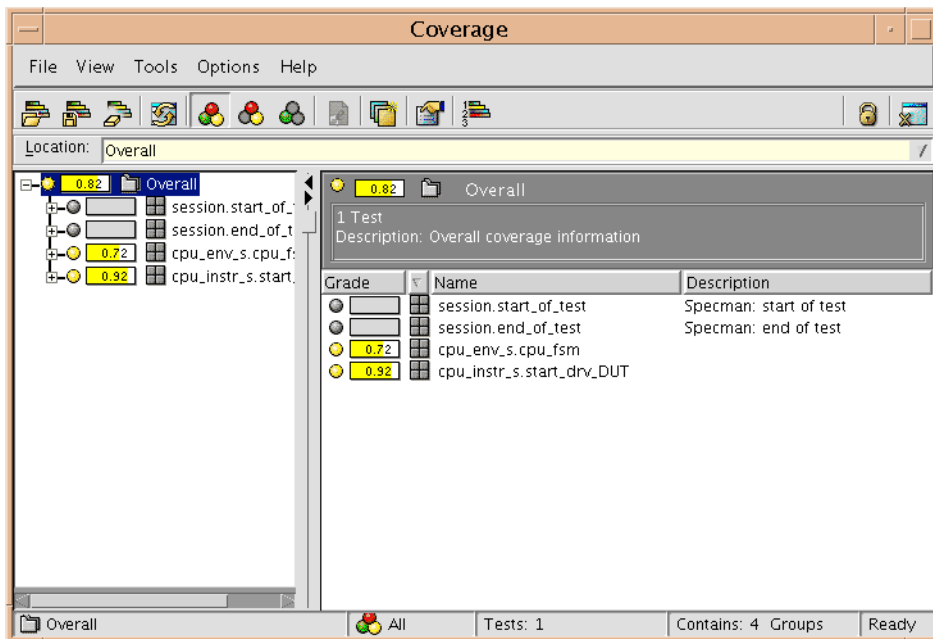 Coverage
File View Tools Options Help
Location: Overall
0.82 Overall
session.start_of_
session.end_of_t
0.72 cpu_env_s.cpu_f
0.92 cpu_instr_s.start_
0.82 Overall
1 Test
Description: Overall coverage information
Grade Name Description
session.start_of_test Specman: start of test
session.end_of_test Specman: end of test
0.72 cpu_env_s.cpu_fsm
0.92 cpu_instr_s.start_drv_DUT
Overall All Tests: 1 Contains: 4 Groups Ready